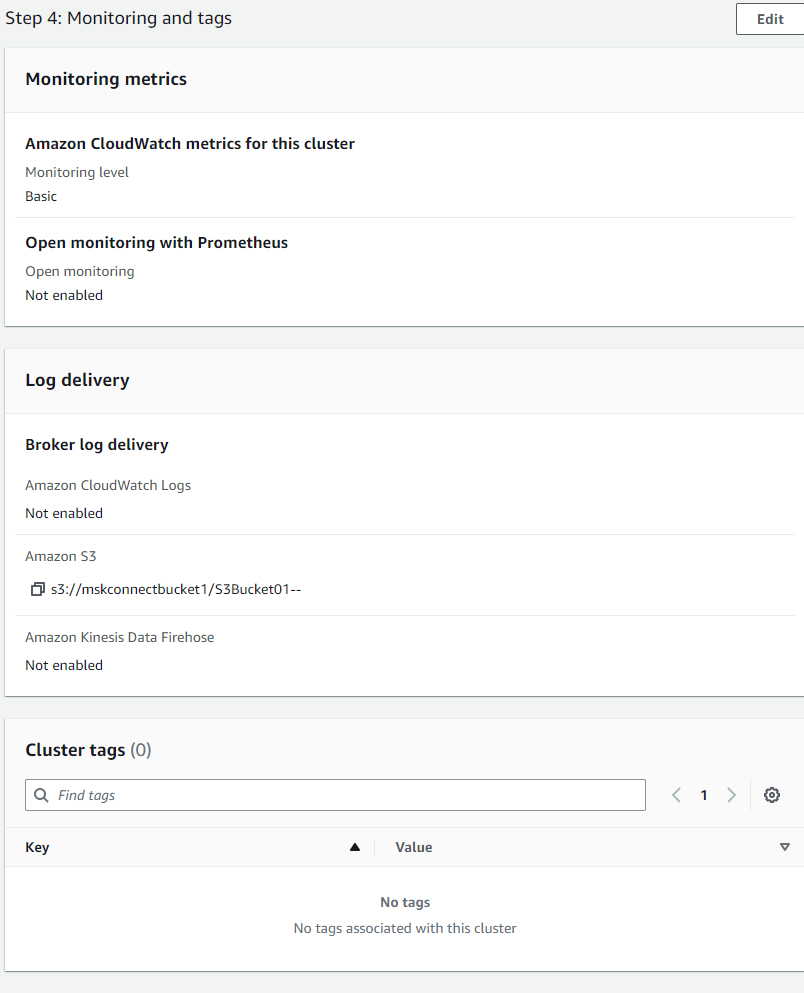 Step 4: Monitoring and tags
Edit
Monitoring metrics
Amazon CloudWatch metrics for this cluster
Monitoring level
Basic
Open monitoring with Prometheus
Open monitoring
Not enabled
Log delivery
Broker log delivery
Amazon CloudWatch Logs
Not enabled
Amazon S3
s3://mskconnectbucket1/S3Bucket01--
Amazon Kinesis Data Firehose
Not enabled
Cluster tags (0)
Find tags
1
Key Value
No tags
No tags associated with this cluster